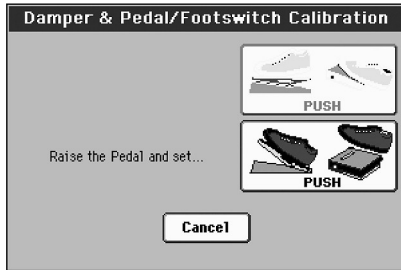 Damper & Pedal/Footswitch Calibration
PUSH
Raise the Pedal and set...
PUSH
Cancel